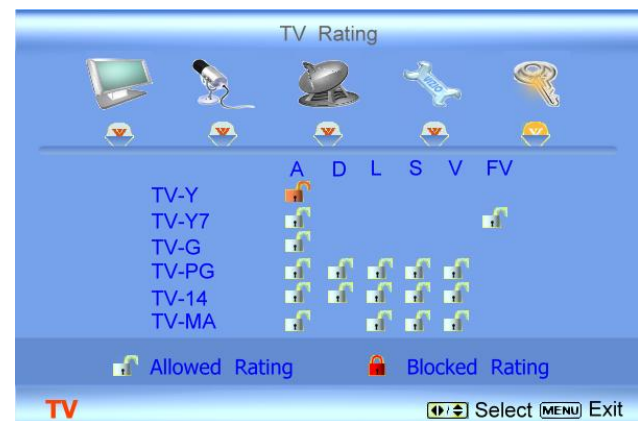 TV Rating
VIZIO
A D L S V FV
TV-Y
TV-Y7
TV-G
TV-PG
TV-14
TV-MA
Allowed Rating Blocked Rating
TV Select MENU Exit